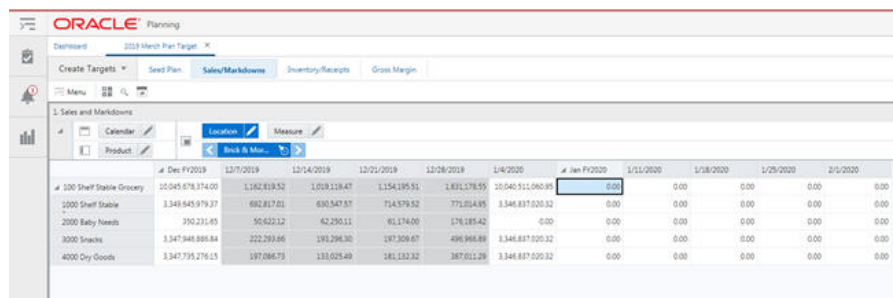 ORACLE Planning
Dashboard 2019 Merch Plan Target ×
Create Targets Seed Plan Sales/Markdowns Inventory/Receipts Gross Margin
Menu
1. Sales and Markdowns
Calendar Location Measure
Product Brick & Mor...
Dec FY2019 12/7/2019 12/14/2019 12/21/2019 12/28/2019 1/4/2020 Jan FY2020 1/11/2020 1/18/2020 1/25/2020 2/1/2020
100 Shelf Stable Grocery 10,045,678,374.00 1,162,819.52 1,019,119.47 1,154,195.51 1,831,178.55 10,040,511,060.95 0.00 0.00 0.00 0.00 0.00
1000 Shelf Stable 3,349,645,979.37 692,817.01 630,547.57 714,579.52 771,014.95 3,346,837,020.32 0.00 0.00 0.00 0.00 0.00
2000 Baby Needs 350,231.65 50,622.12 62,250.11 61,174.00 176,185.42 -0.00 0.00 0.00 0.00 0.00 0.00
3000 Snacks 3,347,946,886.84 222,293.66 193,296.30 197,309.67 496,966.89 3,346,837,020.32 0.00 0.00 0.00 0.00 0.00
4000 Dry Goods 3,347,735,276.15 197,086.73 133,025.49 181,132.32 387,011.29 3,346,837,020.32 0.00 0.00 0.00 0.00 0.00